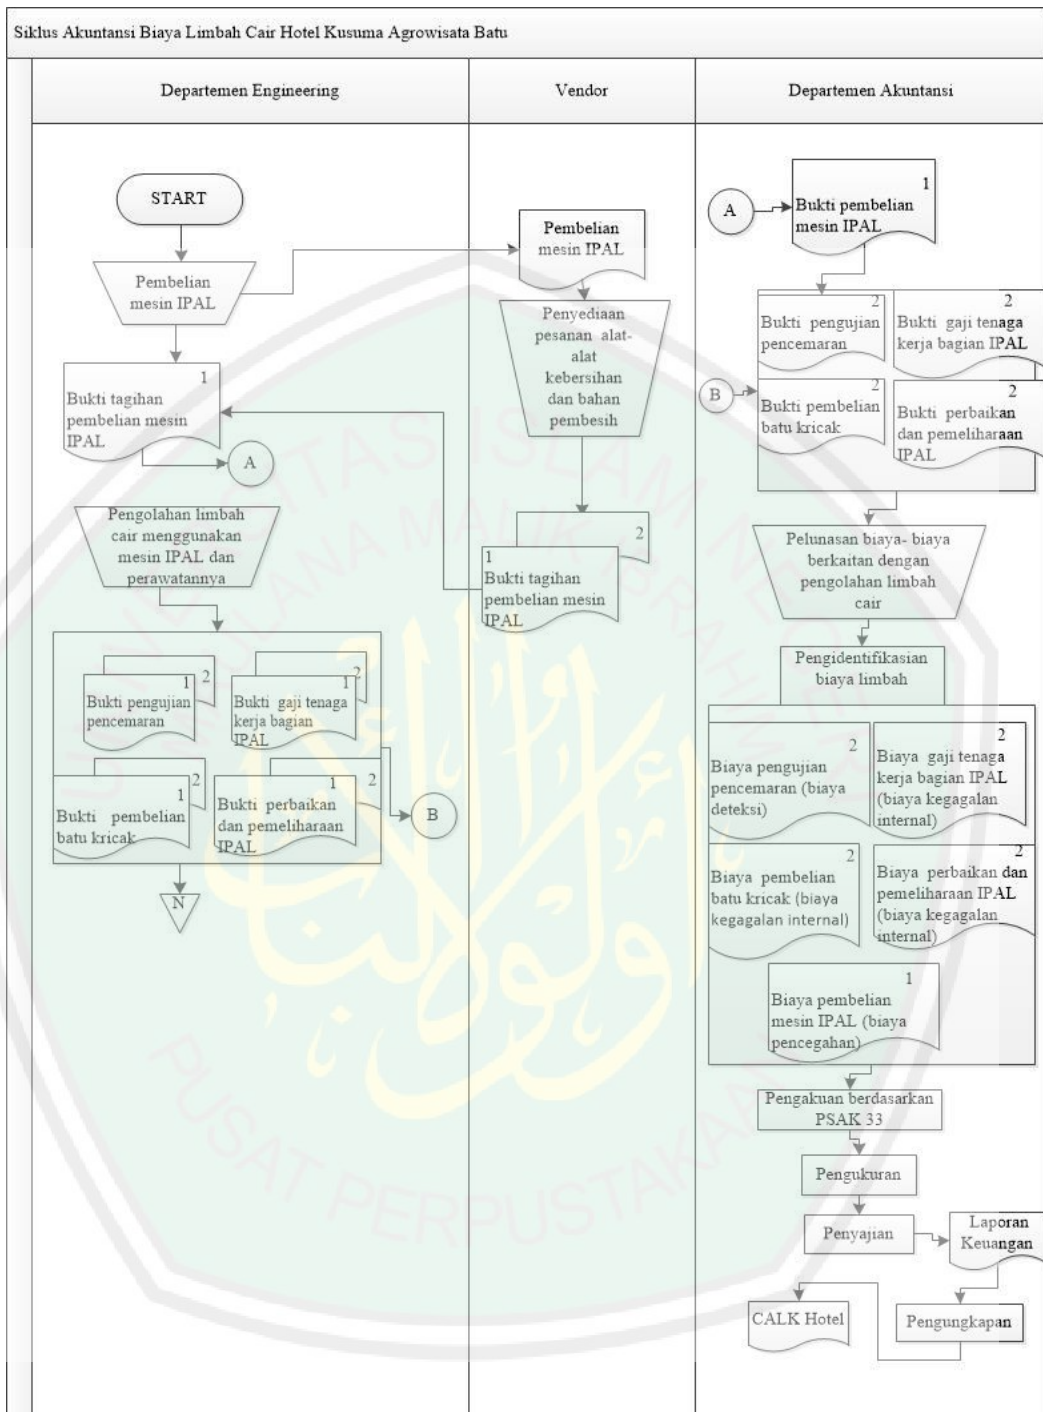 Siklus Akuntansi Biaya Limbah Cair Hotel Kusuma Agrowisata Batu
Departemen Engineering
Vendor
Departemen Akuntansi
START
Pembelian
mesin IPAL
1
Bukti tagihan
pembelian mesin
IPAL
A
Pengolahan limbah
cair menggunakan
mesin IPAL dan
perawatannya
2
1
Bukti pengujian
pencemaran
2
1
Bukti gaji tenaga
kerja bagian
IPAL
2
1
Bukti pembelian
batu kricak
2
1
Bukti perbaikan
dan pemeliharaan
IPAL
B
N
Pembelian
mesin IPAL
Penyediaan
pesanan alat-
alat
kebersihan
dan bahan
pembesih
2
1
Bukti tagihan
pembelian mesin
IPAL
A
1
Bukti pembelian
mesin IPAL
2
Bukti pengujian
pencemaran
2
Bukti gaji tenaga
kerja bagian IPAL
B
2
Bukti pembelian
batu kricak
2
Bukti perbaikan
dan pemeliharaan
IPAL
Pelunasan biaya- biaya
berkaitan dengan
pengolahan limbah
cair
Pengidentifikasian
biaya limbah
2
Biaya pengujian
pencemaran (biaya
deteksi)
2
Biaya gaji tenaga
kerja bagian IPAL
(biaya kegagalan
internal)
2
Biaya pembelian
batu kricak (biaya
kegagalan internal)
2
Biaya perbaikan dan
pemeliharaan IPAL
(biaya kegagalan
internal)
1
Biaya pembelian
mesin IPAL (biaya
pencegahan)
Pengakuan berdasarkan
PSAK 33
Pengukuran
Penyajian
Laporan
Keuangan
Pengungkapan
CALK Hotel
PUSAT PERPUSTAKAAN